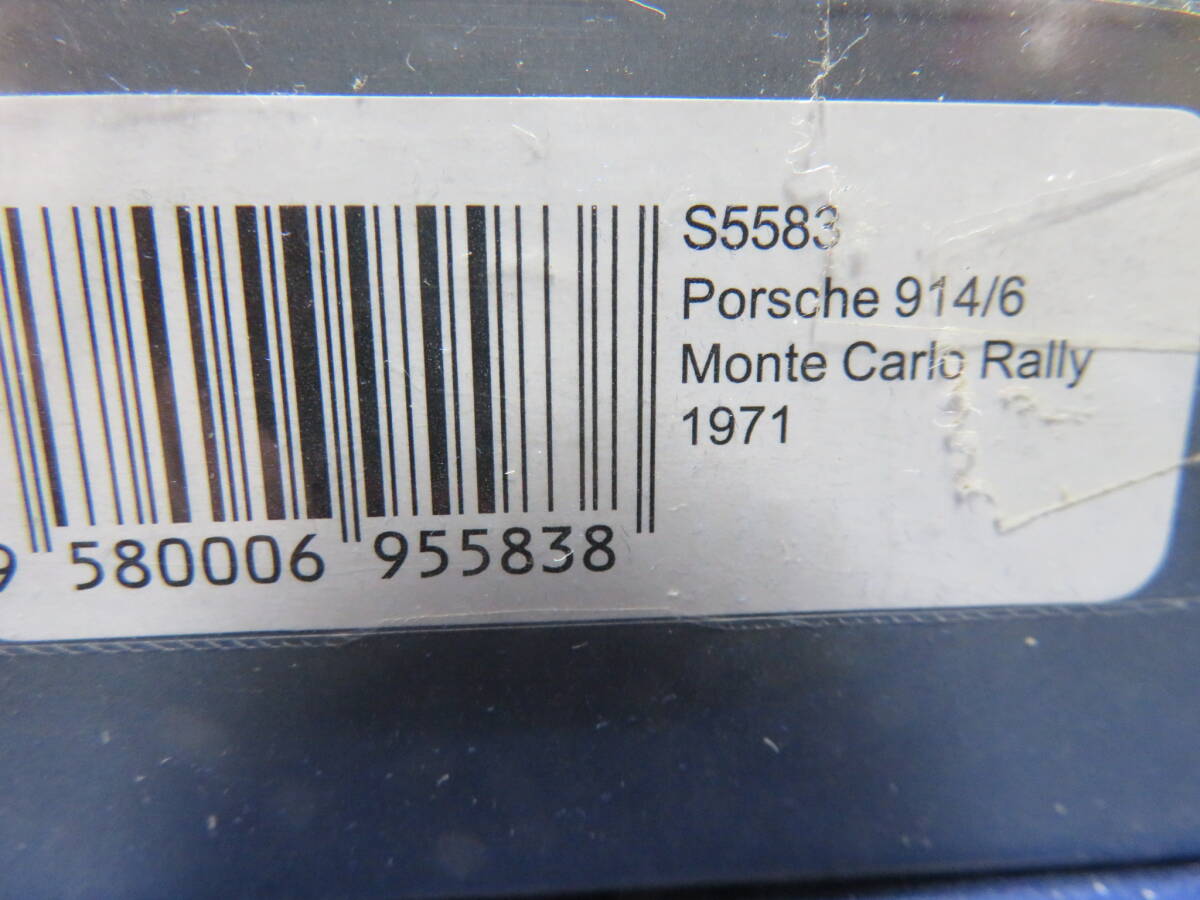 S5583
Porsche 914/6
Monte Carlo Rally
1971
9 580006 955838